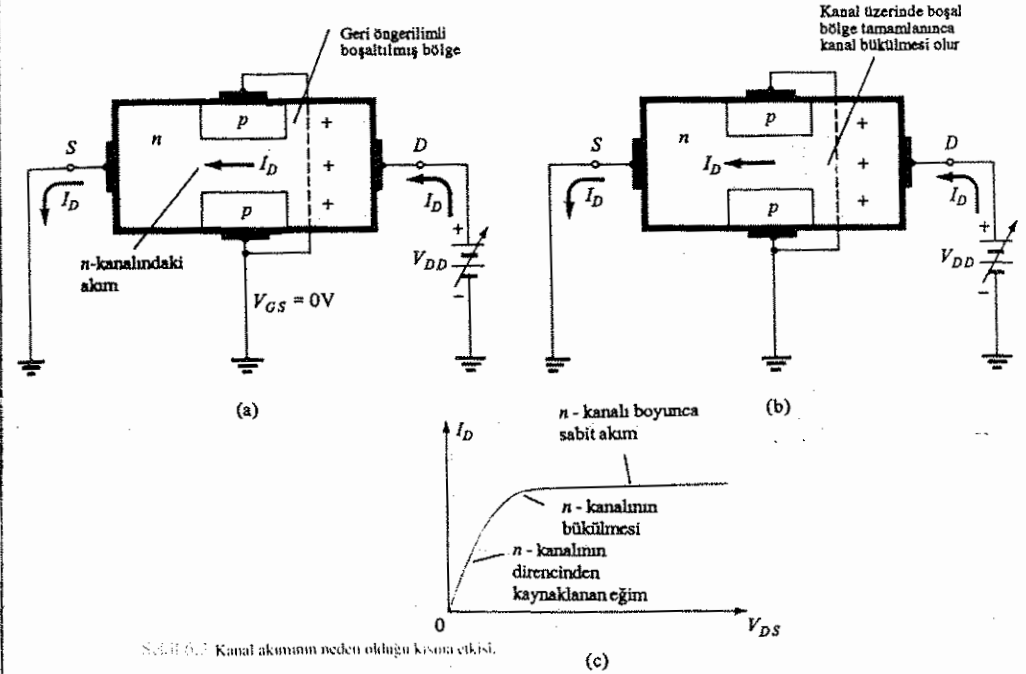 Geri öngerilimli
boşaltılmış bölge
p
n
+
+
+
S
D
I_D
I_D
I_D
p
+
V_DD
−
n-kanalındaki
akım
V_GS = 0V
(a)
Kanal üzerinde boşal
bölge tamamlanınca
kanal bükülmesi olur
p
n
+
+
+
S
D
I_D
I_D
I_D
p
+
V_DD
−
(b)
I_D
n - kanalı boyunca
sabit akım
n - kanalının
bükülmesi
n - kanalının
direncinden
kaynaklanan eğim
0
V_DS
Kanal akımının neden olduğu kısma etkisi.
(c)